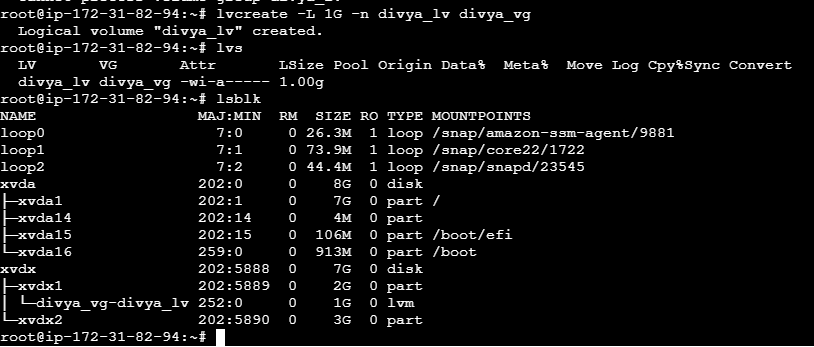 root@ip-172-31-82-94:~# lvcreate -L 1G -n divya_lv divya_vg
  Logical volume "divya_lv" created.
root@ip-172-31-82-94:~# lvs
  LV       VG       Attr       LSize Pool Origin Data%  Meta%  Move Log Cpy%Sync Convert
  divya_lv divya_vg -wi-a----- 1.00g
root@ip-172-31-82-94:~# lsblk
NAME                  MAJ:MIN  RM  SIZE RO TYPE MOUNTPOINTS
loop0                   7:0     0 26.3M  1 loop /snap/amazon-ssm-agent/9881
loop1                   7:1     0 73.9M  1 loop /snap/core22/1722
loop2                   7:2     0 44.4M  1 loop /snap/snapd/23545
xvda                  202:0     0    8G  0 disk
├─xvda1               202:1     0    7G  0 part /
├─xvda14              202:14    0    4M  0 part
├─xvda15              202:15    0  106M  0 part /boot/efi
└─xvda16              259:0     0  913M  0 part /boot
xvdx                  202:5888  0    7G  0 disk
├─xvdx1               202:5889  0    2G  0 part
│ └─divya_vg-divya_lv 252:0     0    1G  0 lvm
└─xvdx2               202:5890  0    3G  0 part
root@ip-172-31-82-94:~#